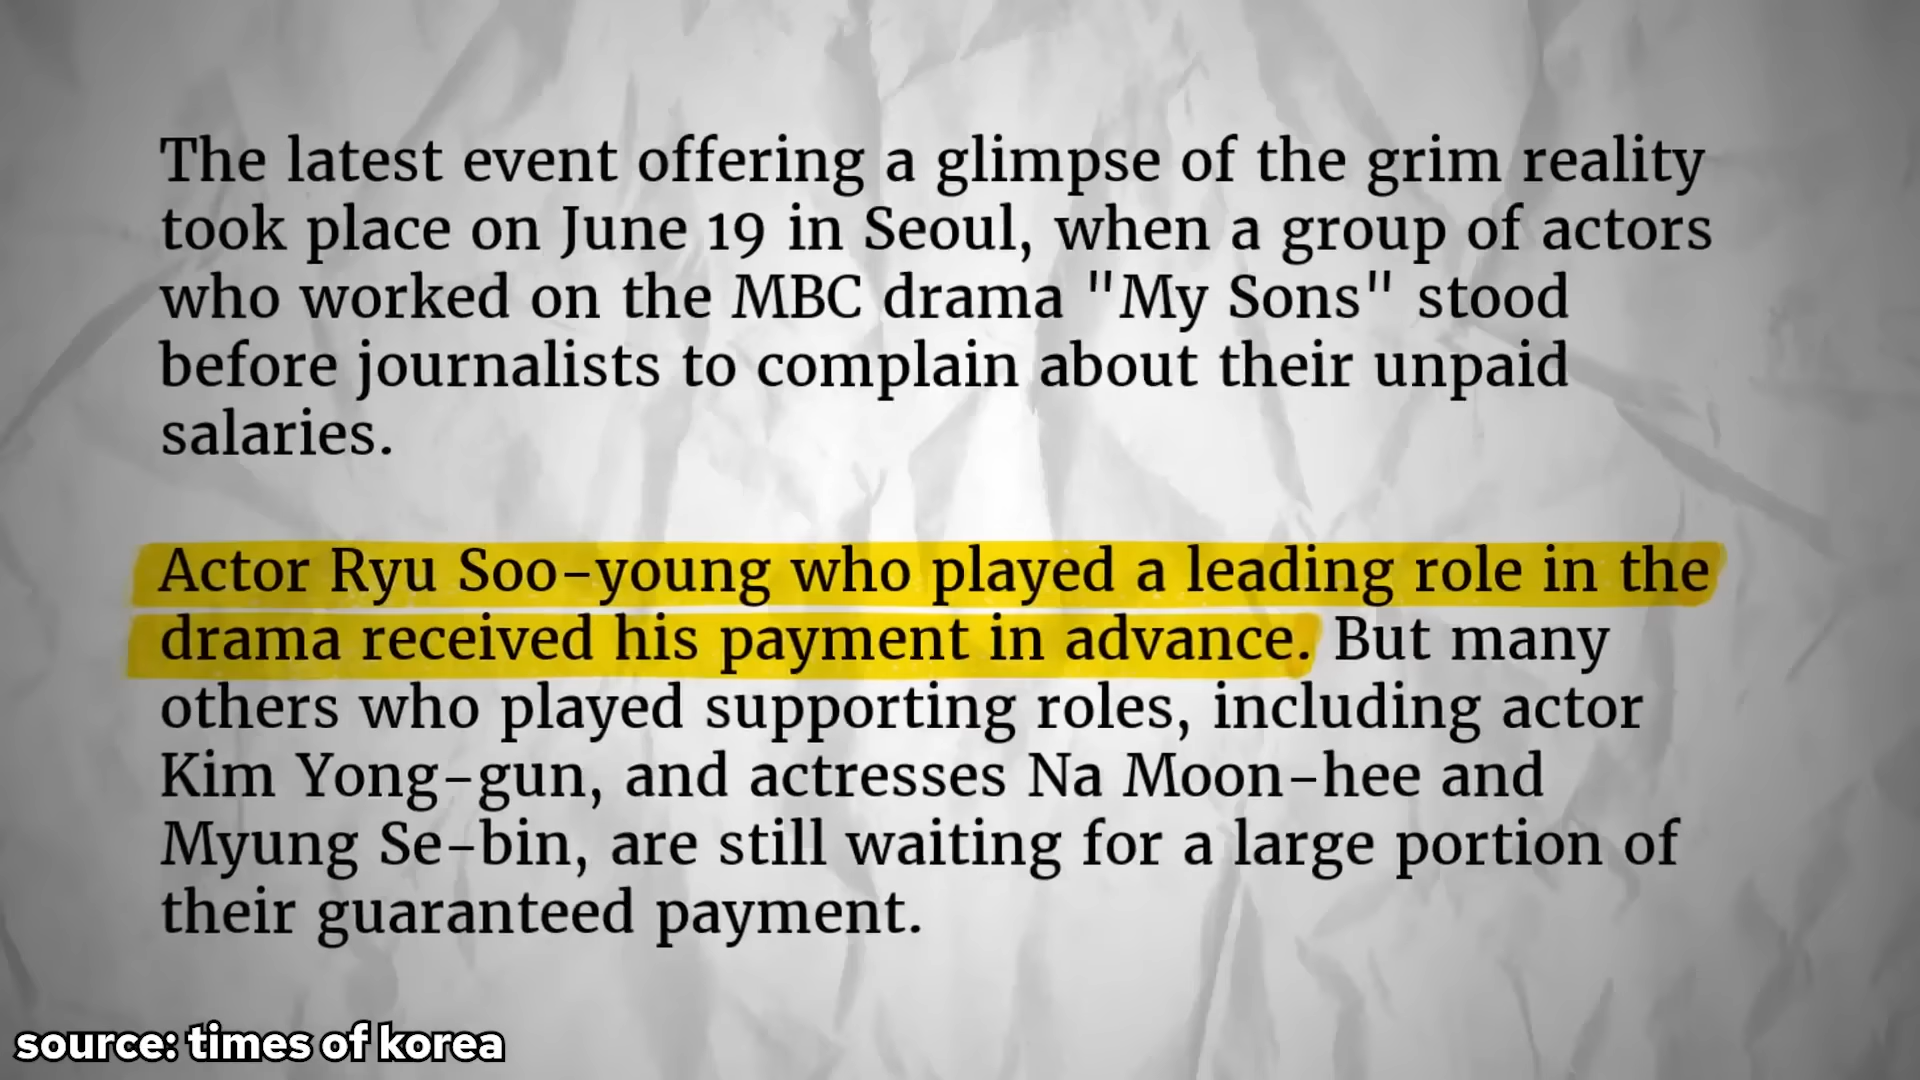 The latest event offering a glimpse of the grim reality
took place on June 19 in Seoul, when a group of actors
who worked on the MBC drama "My Sons" stood
before journalists to complain about their unpaid
salaries.
Actor Ryu Soo-young who played a leading role in the
drama received his payment in advance. But many
others who played supporting roles, including actor
Kim Yong-gun, and actresses Na Moon-hee and
Myung Se-bin, are still waiting for a large portion of
their guaranteed payment.
source: times of korea